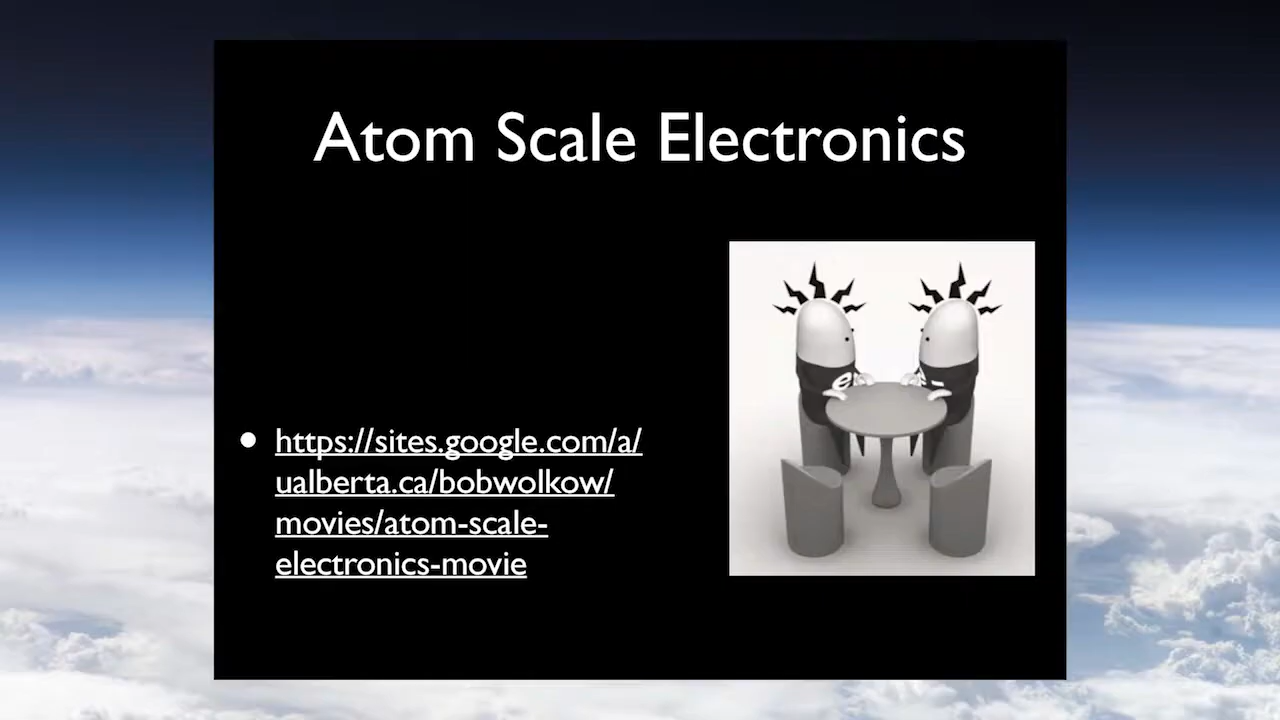 Atom Scale Electronics
https://sites.google.com/a/
ualberta.ca/bobwolkow/
movies/atom-scale-
electronics-movie
e-